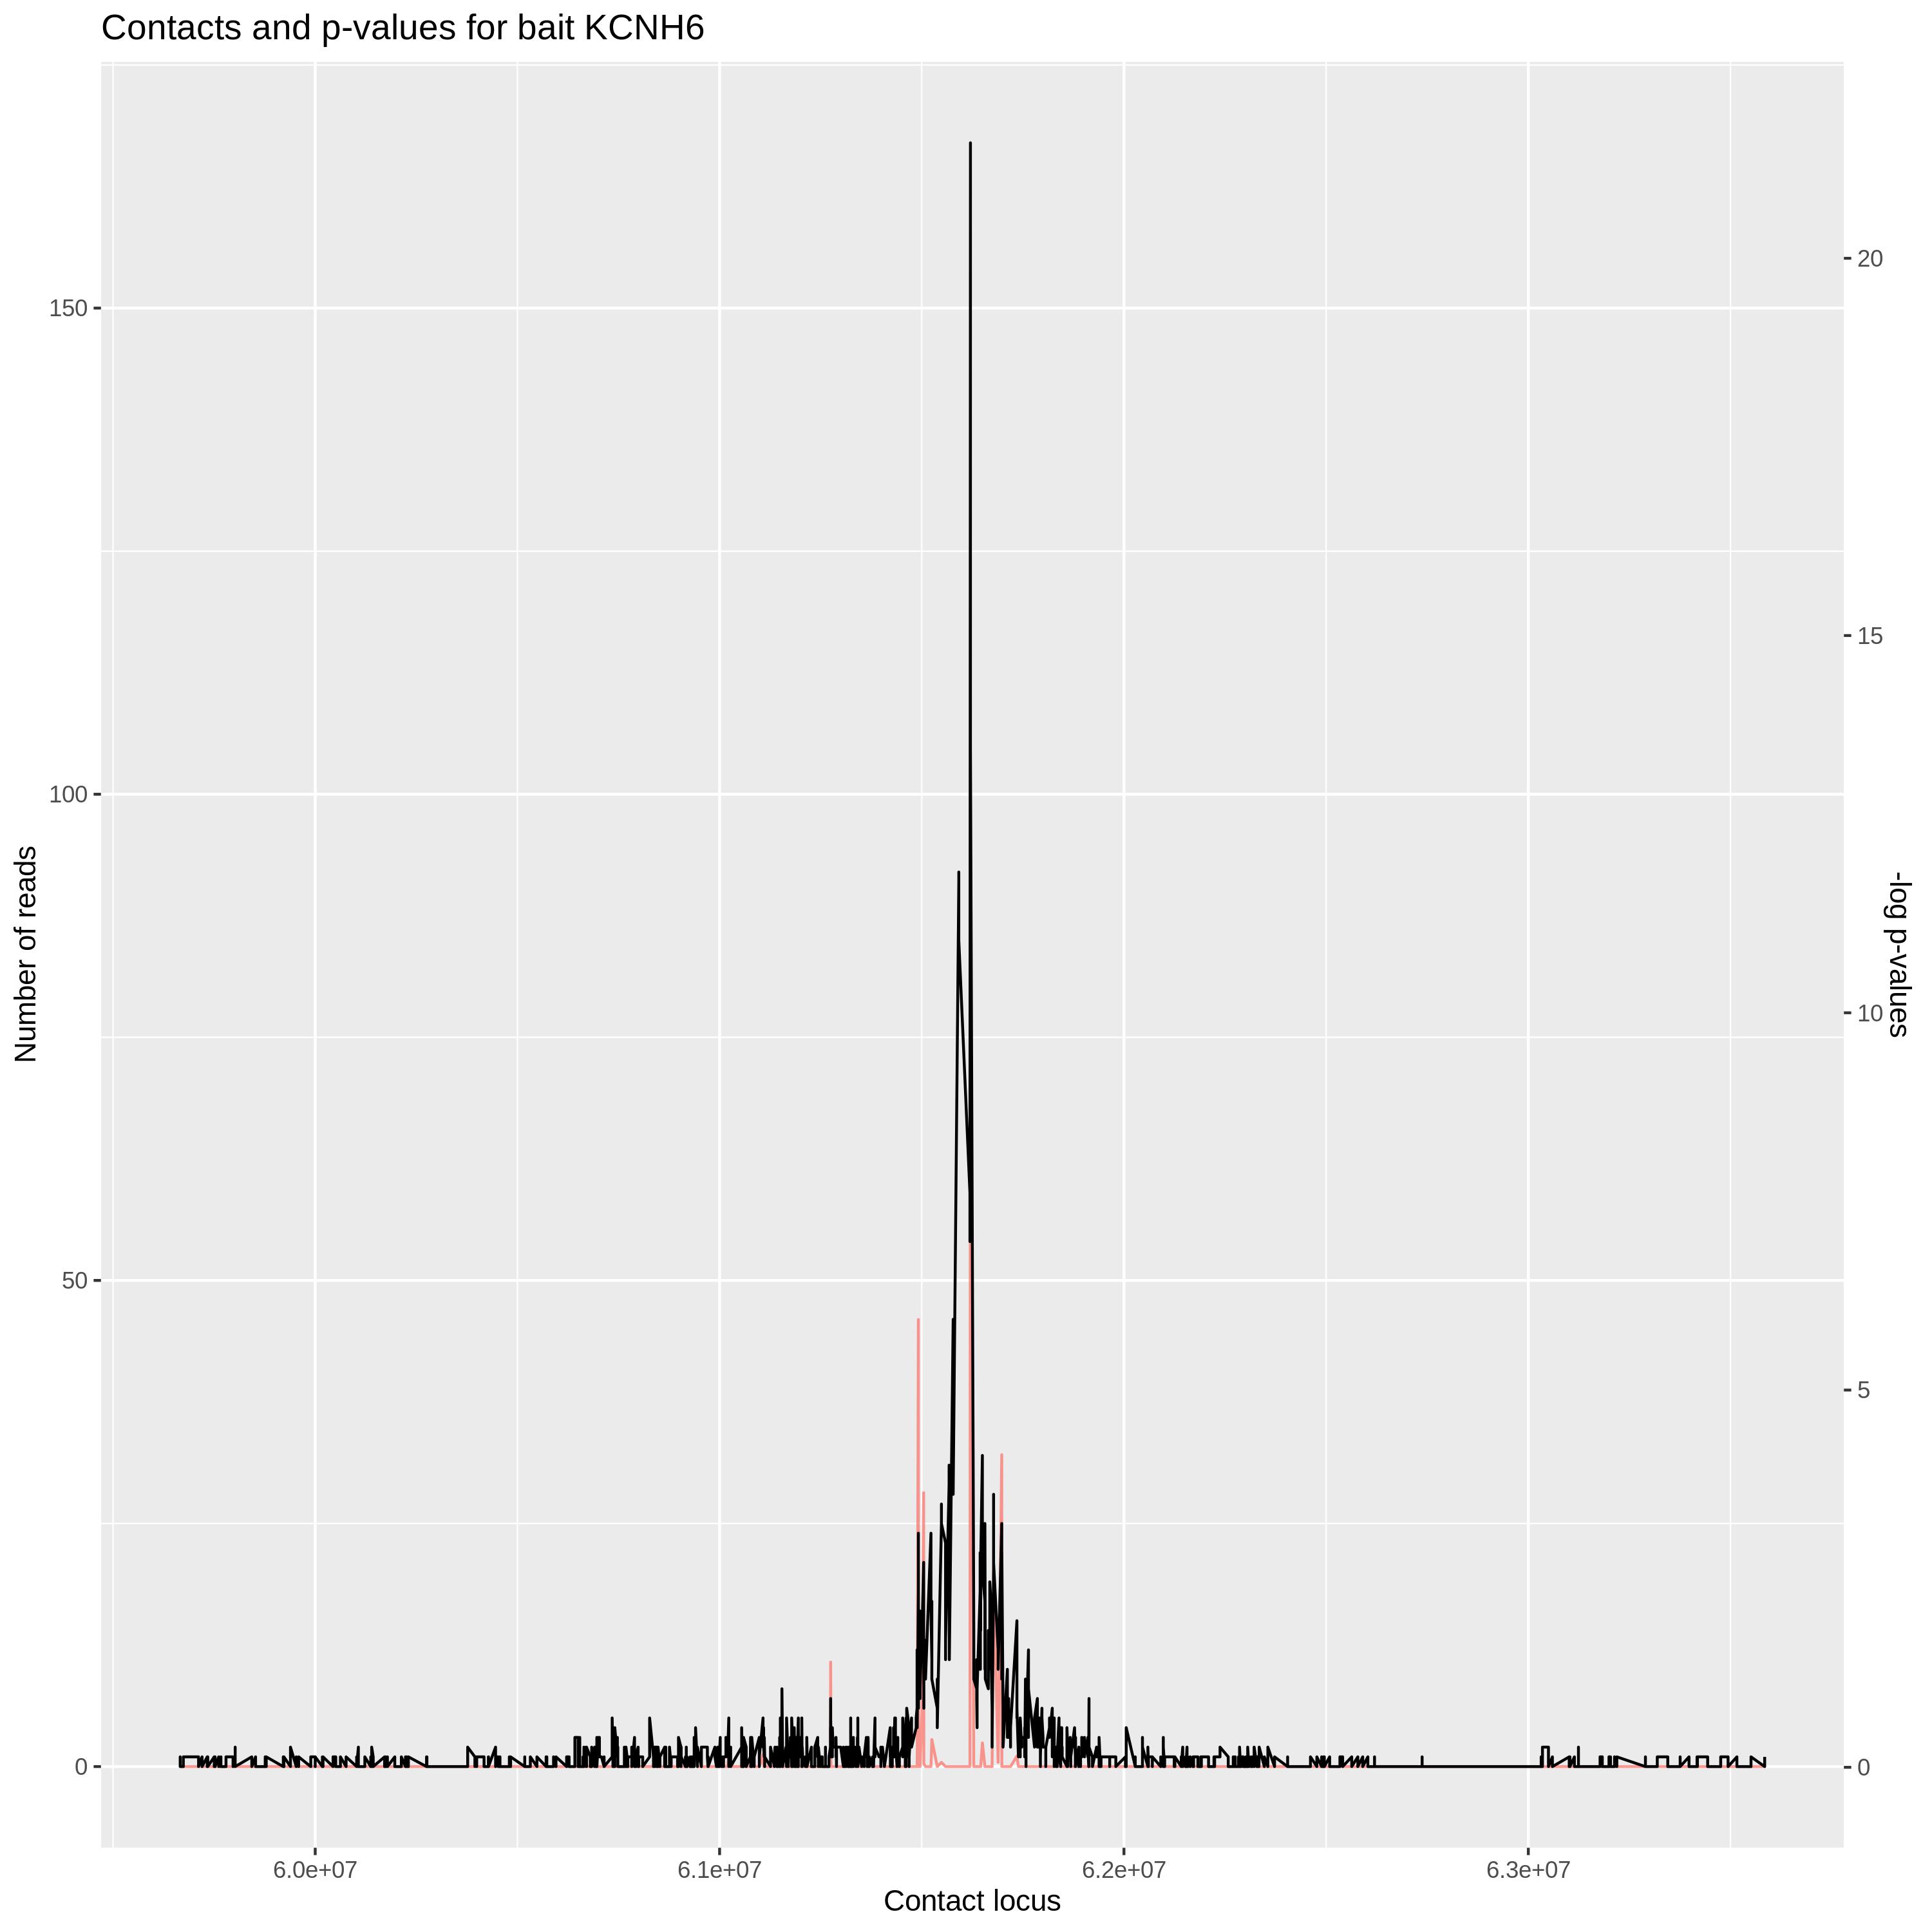 Contacts and p-values for bait KCNH6
150
100
50
0
Number of reads
20
15
10
5
0
-log p-values
6.0e+07
6.1e+07
6.2e+07
6.3e+07
Contact locus